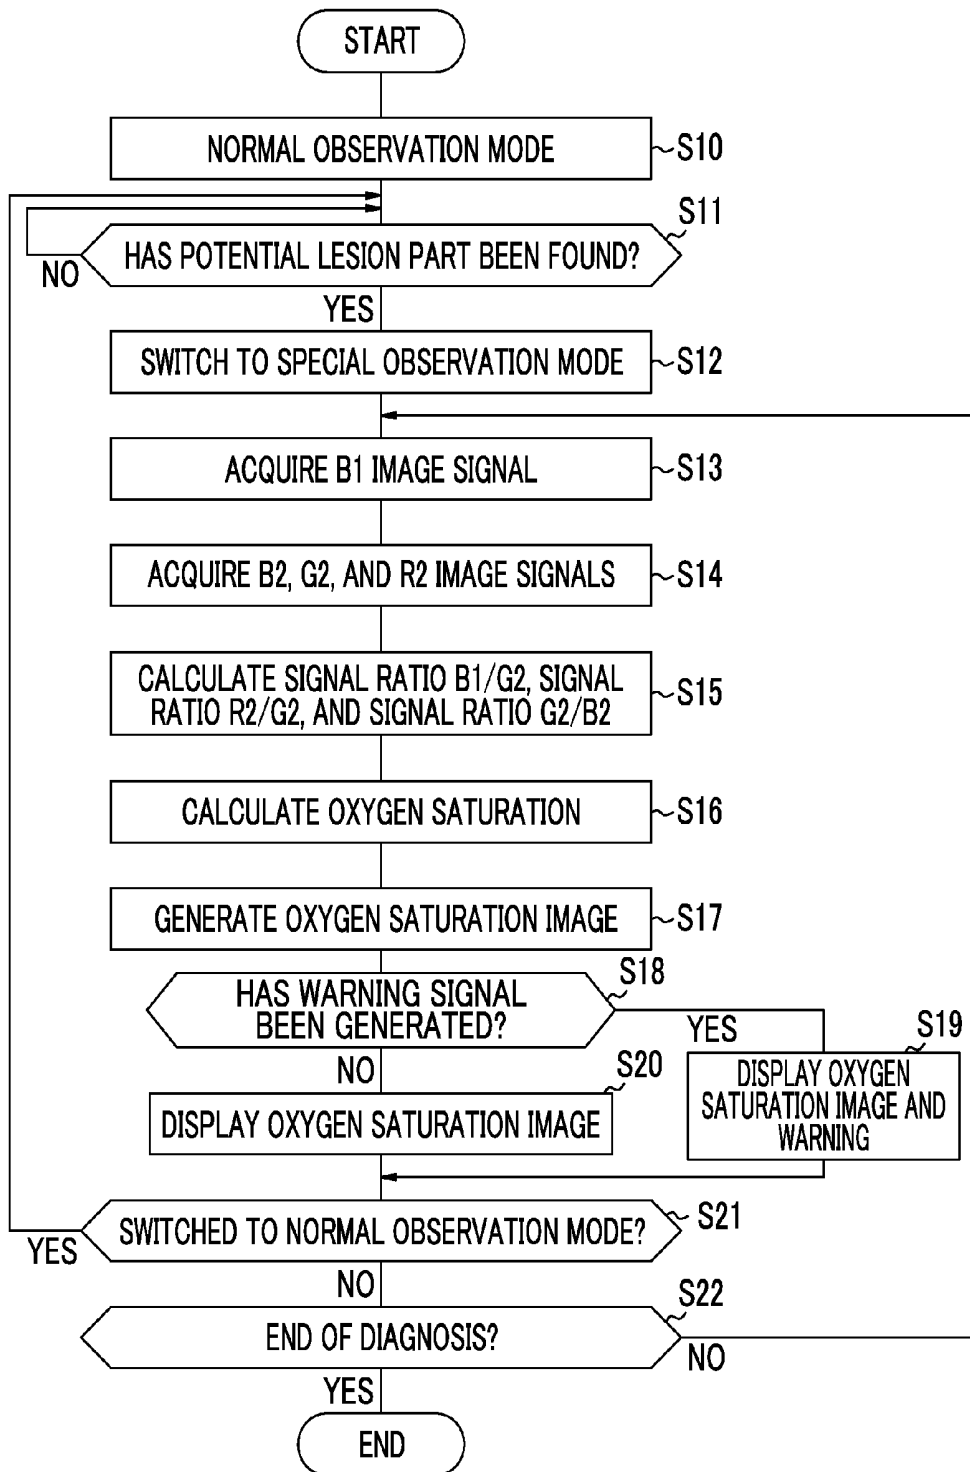 START
NORMAL OBSERVATION MODE
S10
S11
HAS POTENTIAL LESION PART BEEN FOUND?
NO
YES
SWITCH TO SPECIAL OBSERVATION MODE
S12
ACQUIRE B1 IMAGE SIGNAL
S13
ACQUIRE B2, G2, AND R2 IMAGE SIGNALS
S14
CALCULATE SIGNAL RATIO B1/G2, SIGNAL
RATIO R2/G2, AND SIGNAL RATIO G2/B2
S15
CALCULATE OXYGEN SATURATION
S16
GENERATE OXYGEN SATURATION IMAGE
S17
S18
HAS WARNING SIGNAL
BEEN GENERATED?
YES
NO
S19
DISPLAY OXYGEN
SATURATION IMAGE AND
WARNING
S20
DISPLAY OXYGEN SATURATION IMAGE
S21
SWITCHED TO NORMAL OBSERVATION MODE?
YES
NO
S22
END OF DIAGNOSIS?
NO
YES
END